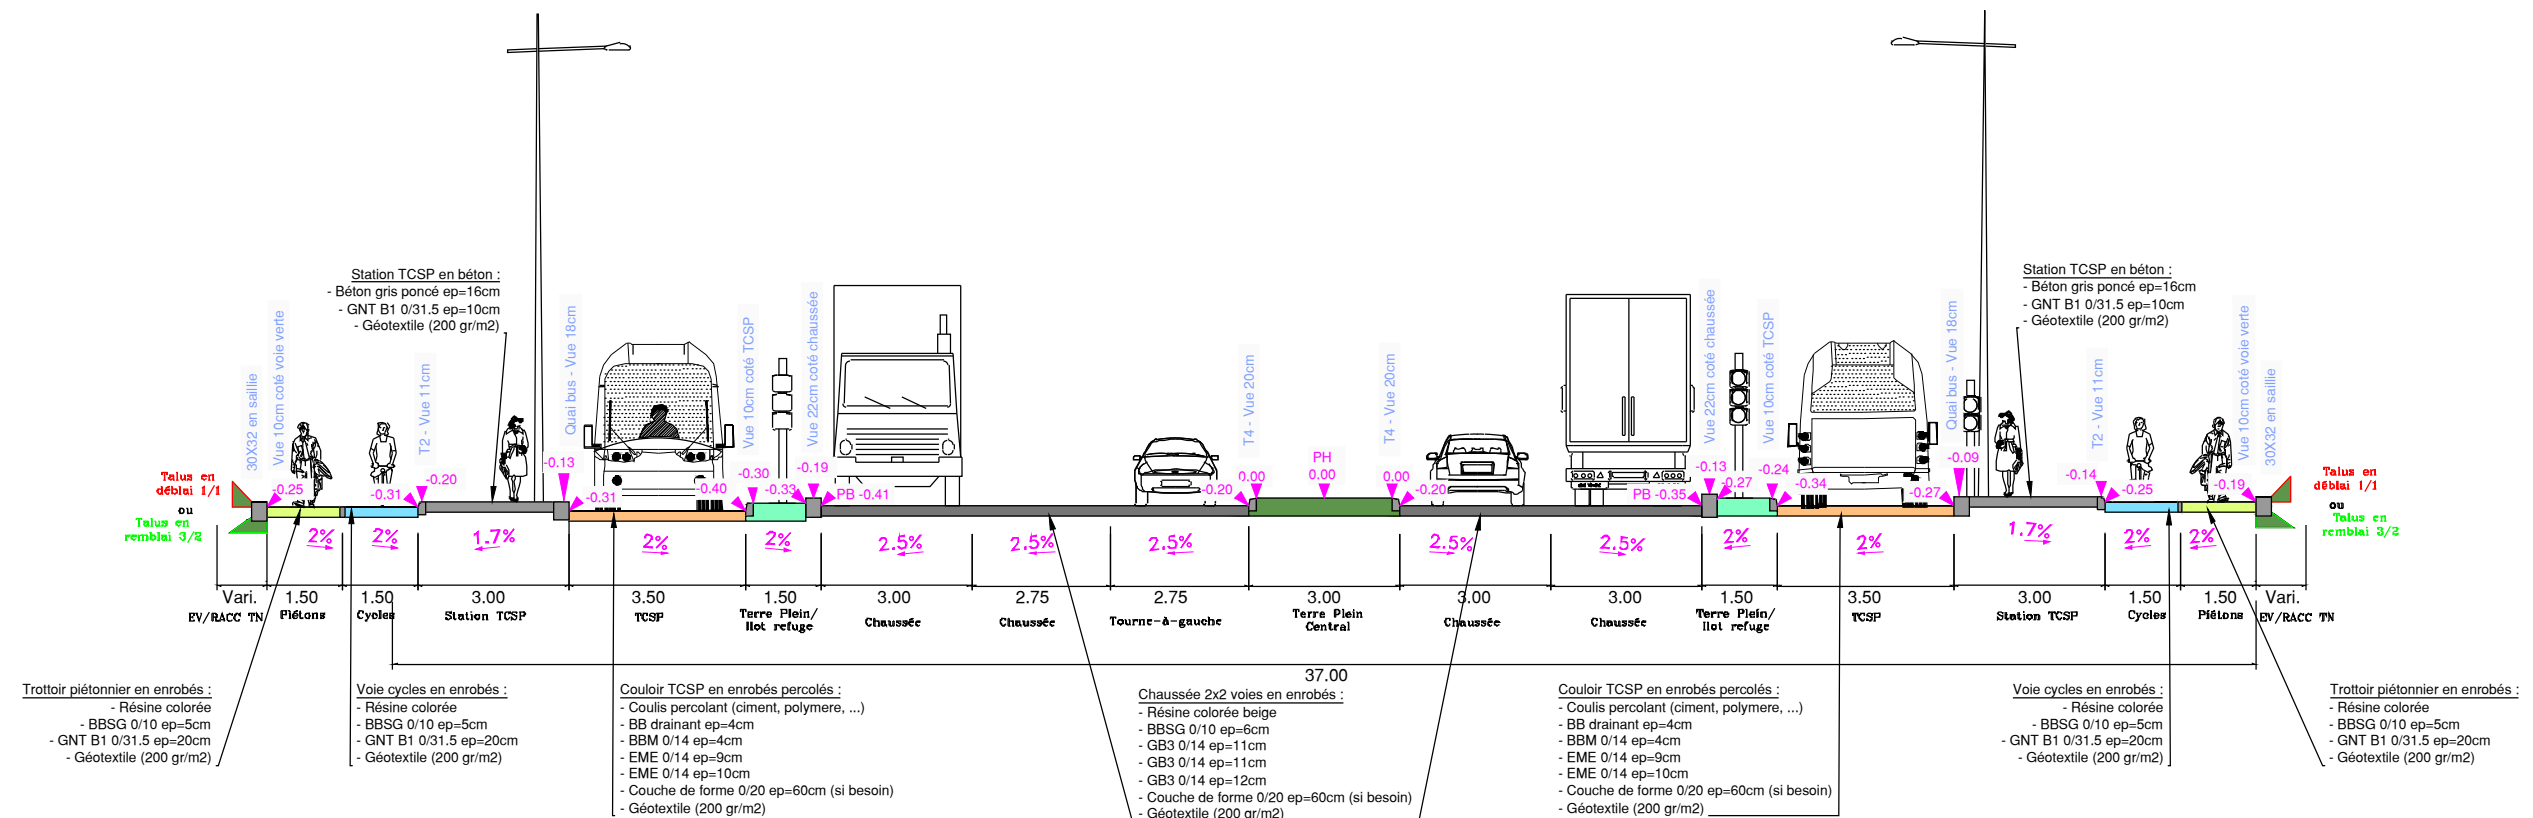 Station TCSP en béton :
- Béton gris poncé ep=16cm
- GNT B1 0/31.5 ep=10cm
- Géotextile (200 gr/m2)
Station TCSP en béton :
- Béton gris poncé ep=16cm
- GNT B1 0/31.5 ep=10cm
- Géotextile (200 gr/m2)
30X32 en saillie
Vue 10cm coté voie verte
T2 - Vue 11cm
Quai bus - Vue 18cm
Vue 10cm coté TCSP
Vue 22cm coté chaussée
T4 - Vue 20cm
T4 - Vue 20cm
Vue 22cm coté chaussée
Vue 10cm coté TCSP
Quai bus - Vue 18cm
T2 - Vue 11cm
Vue 10cm coté voie verte
30X32 en saillie
Talus en
déblai 1/1
ou
Talus en
remblai 3/2
-0.25
-0.31
-0.20
-0.13
-0.31
-0.40
-0.30
-0.33
-0.19
PB -0.41
-0.20
0.00
PH
0.00
0.00
-0.20
PB -0.35
-0.13
-0.27
-0.24
-0.34
-0.27
-0.09
-0.14
-0.25
-0.19
Talus en
déblai 1/1
ou
Talus en
remblai 3/2
2%
2%
1.7%
2%
2%
2.5%
2.5%
2.5%
2.5%
2.5%
2%
2%
1.7%
2%
2%
Vari.
EV/RACC TN
1.50
Piétons
1.50
Cycles
3.00
Station TCSP
3.50
TCSP
1.50
Terre Plein/
Ilot refuge
3.00
Chaussée
2.75
Chaussée
2.75
Tourne-à-gauche
3.00
Terre Plein
Central
3.00
Chaussée
3.00
Chaussée
1.50
Terre Plein/
Ilot refuge
3.50
TCSP
3.00
Station TCSP
1.50
Cycles
1.50
Piétons
Vari.
EV/RACC TN
37.00
Trottoir piétonnier en enrobés :
- Résine colorée
- BBSG 0/10 ep=5cm
- GNT B1 0/31.5 ep=20cm
- Géotextile (200 gr/m2)
Voie cycles en enrobés :
- Résine colorée
- BBSG 0/10 ep=5cm
- GNT B1 0/31.5 ep=20cm
- Géotextile (200 gr/m2)
Couloir TCSP en enrobés percolés :
- Coulis percolant (ciment, polymere, ...)
- BB drainant ep=4cm
- BBM 0/14 ep=4cm
- EME 0/14 ep=9cm
- EME 0/14 ep=10cm
- Couche de forme 0/20 ep=60cm (si besoin)
- Géotextile (200 gr/m2)
Chaussée 2x2 voies en enrobés :
- Résine colorée beige
- BBSG 0/10 ep=6cm
- GB3 0/14 ep=11cm
- GB3 0/14 ep=11cm
- GB3 0/14 ep=12cm
- Couche de forme 0/20 ep=60cm (si besoin)
- Géotextile (200 gr/m2)
Couloir TCSP en enrobés percolés :
- Coulis percolant (ciment, polymere, ...)
- BB drainant ep=4cm
- BBM 0/14 ep=4cm
- EME 0/14 ep=9cm
- EME 0/14 ep=10cm
- Couche de forme 0/20 ep=60cm (si besoin)
- Géotextile (200 gr/m2)
Voie cycles en enrobés :
- Résine colorée
- BBSG 0/10 ep=5cm
- GNT B1 0/31.5 ep=20cm
- Géotextile (200 gr/m2)
Trottoir piétonnier en enrobés :
- Résine colorée
- BBSG 0/10 ep=5cm
- GNT B1 0/31.5 ep=20cm
- Géotextile (200 gr/m2)